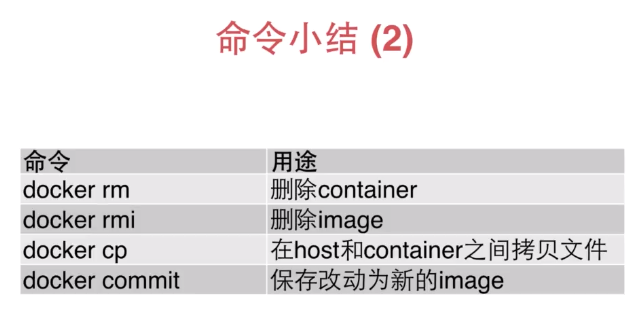 命令小结 (2)
命令 用途
docker rm 删除container
docker rmi 删除image
docker cp 在host和container之间拷贝文件
docker commit 保存改动为新的image